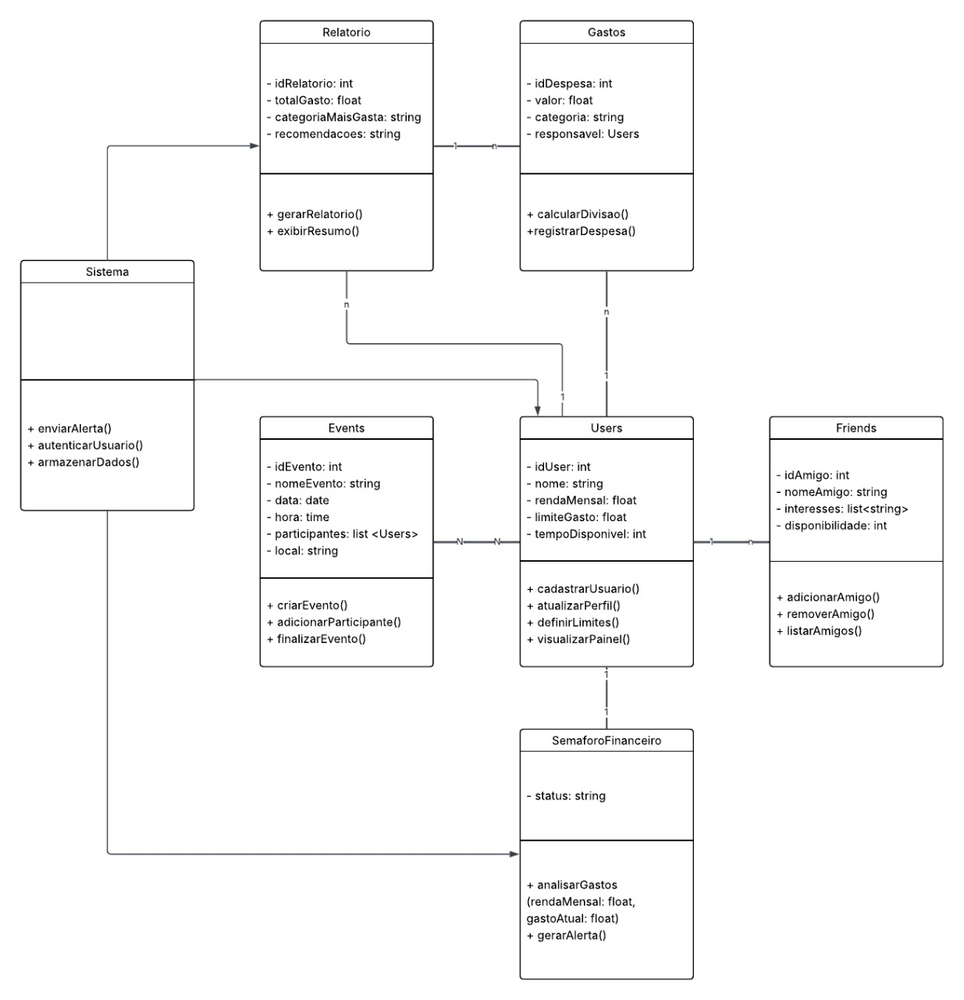 Relatorio
- idRelatorio: int
- totalGasto: float
- categoriaMaisGasta: string
- recomendacoes: string
+ gerarRelatorio()
+ exibirResumo()
1
n
Gastos
- idDespesa: int
- valor: float
- categoria: string
- responsavel: Users
+ calcularDivisao()
+registrarDespesa()
Sistema
+ enviarAlerta()
+ autenticarUsuario()
+ armazenarDados()
n
1
n
1
Events
- idEvento: int
- nomeEvento: string
- data: date
- hora: time
- participantes: list <Users>
- local: string
+ criarEvento()
+ adicionarParticipante()
+ finalizarEvento()
N
N
Users
- idUser: int
- nome: string
- rendaMensal: float
- limiteGasto: float
- tempoDisponivel: int
+ cadastrarUsuario()
+ atualizarPerfil()
+ definirLimites()
+ visualizarPainel()
1
n
Friends
- idAmigo: int
- nomeAmigo: string
- interesses: list<string>
- disponibilidade: int
+ adicionarAmigo()
+ removerAmigo()
+ listarAmigos()
1
1
SemaforoFinanceiro
- status: string
+ analisarGastos
(rendaMensal: float,
gastoAtual: float)
+ gerarAlerta()